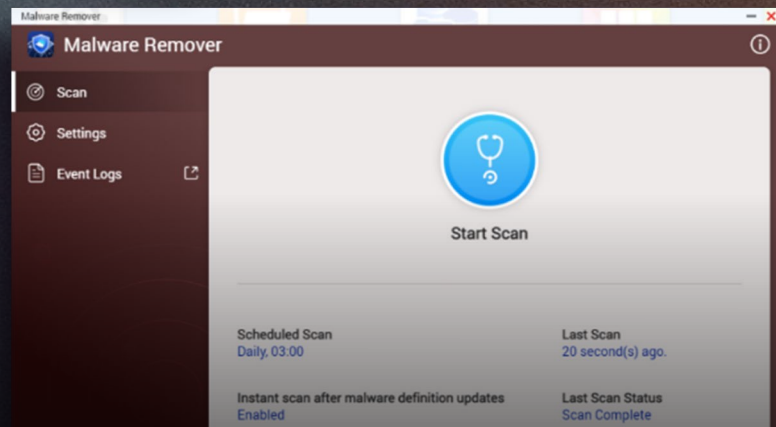 Malware Remover
Malware Remover
Scan
Settings
Event Logs
Start Scan
Scheduled Scan
Daily, 03:00
Last Scan
20 second(s) ago.
Instant scan after malware definition updates
Enabled
Last Scan Status
Scan Complete